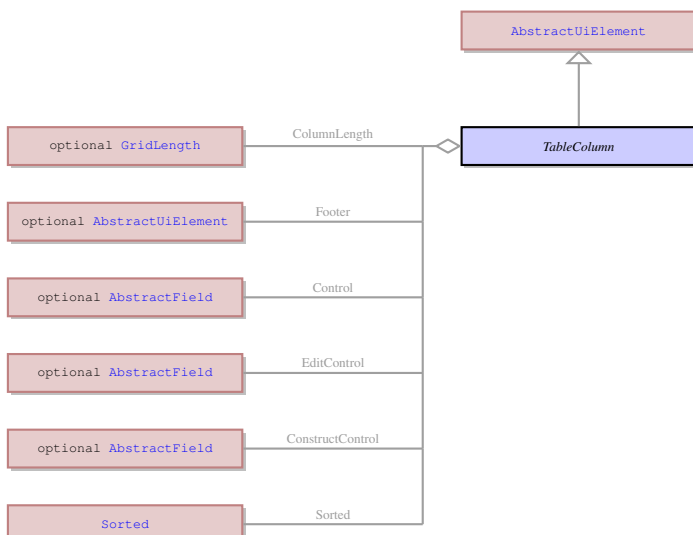 AbstractUiElement
ColumnLength
optional GridLength
TableColumn
Footer
optional AbstractUiElement
Control
optional AbstractField
EditControl
optional AbstractField
ConstructControl
optional AbstractField
Sorted
Sorted